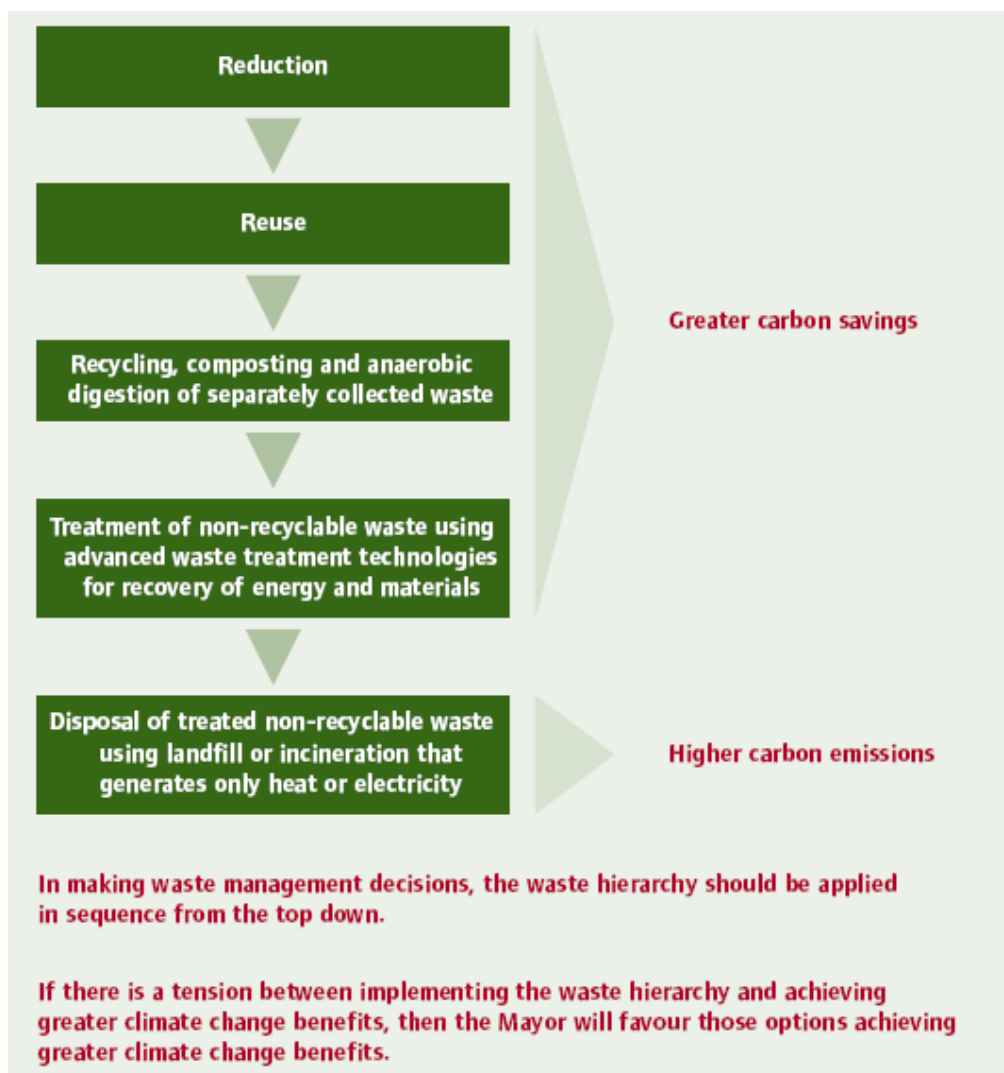 Reduction
Reuse
Recycling, composting and anaerobic
digestion of separately collected waste
Greater carbon savings
Treatment of non-recyclable waste using
advanced waste treatment technologies
for recovery of energy and materials
Disposal of treated non-recyclable waste
using landfill or incineration that
generates only heat or electricity
Higher carbon emissions
In making waste management decisions, the waste hierarchy should be applied
in sequence from the top down.
If there is a tension between implementing the waste hierarchy and achieving
greater climate change benefits, then the Mayor will favour those options achieving
greater climate change benefits.